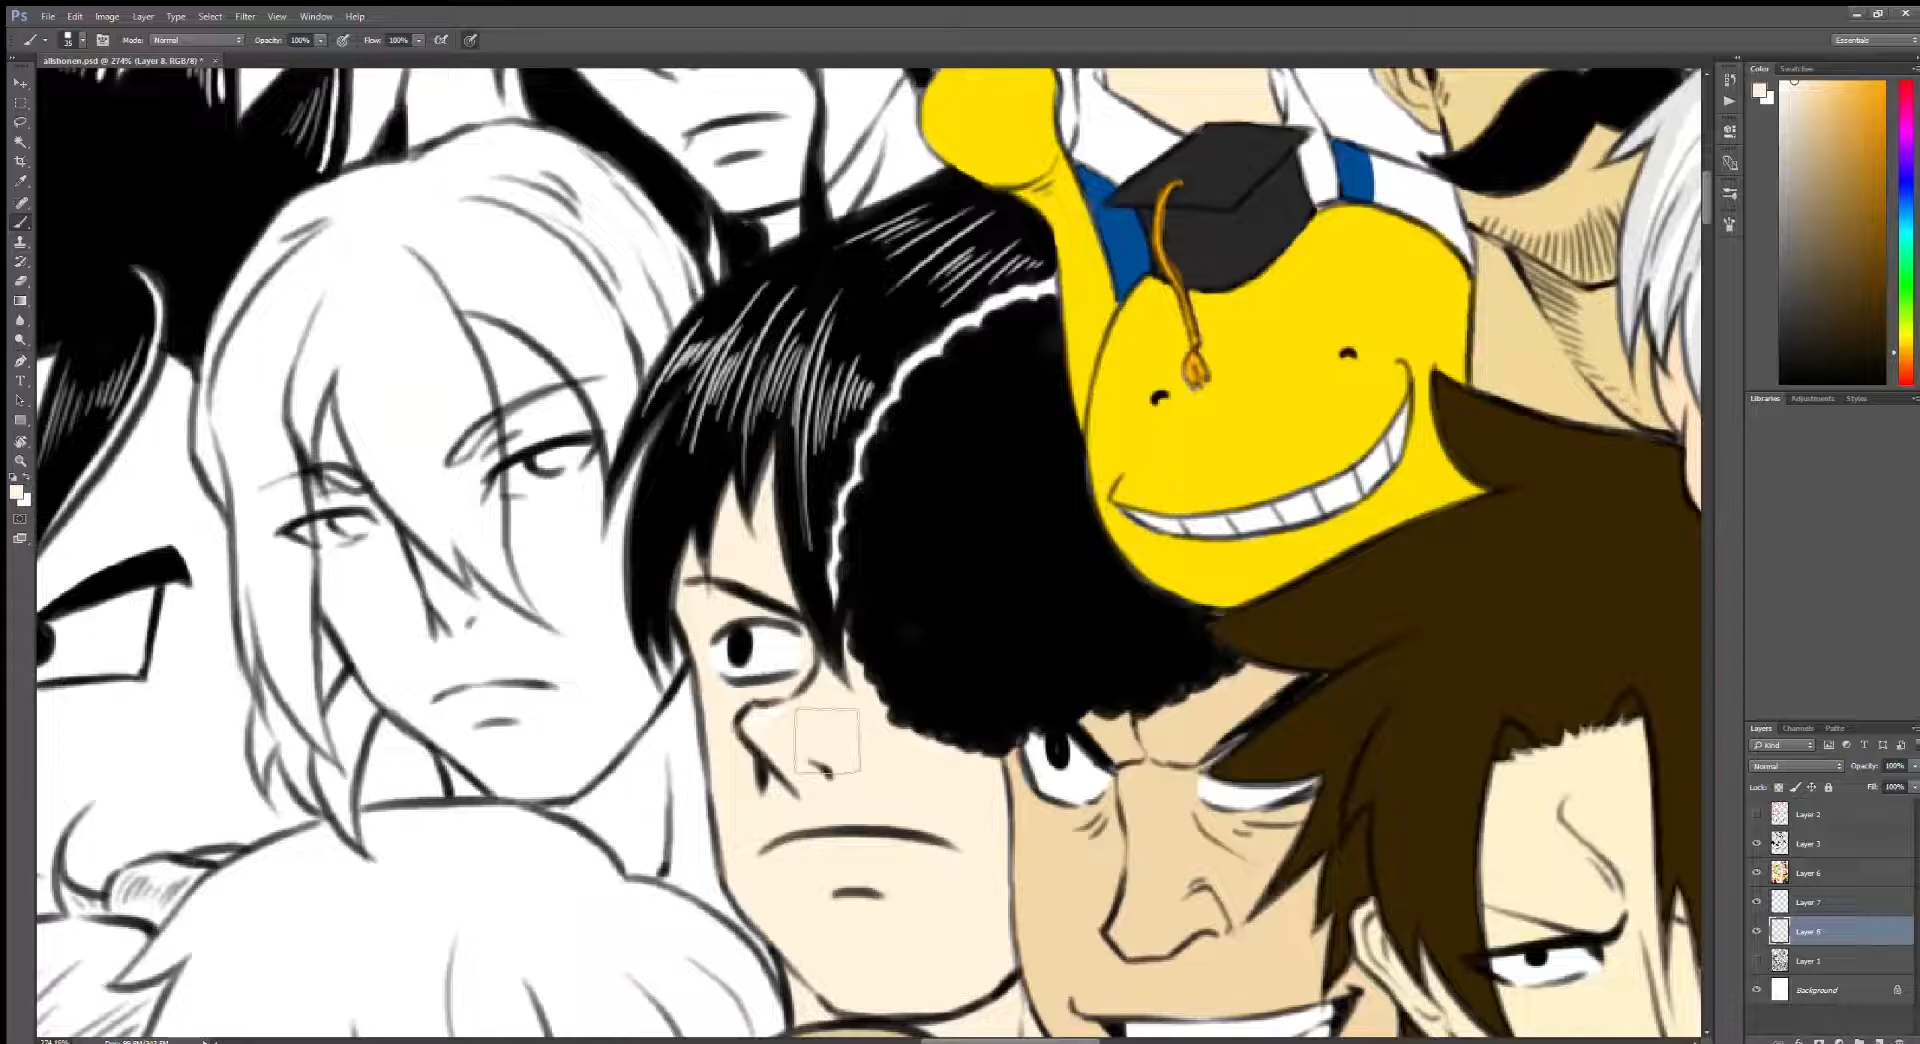 Ps File Edit Image Layer Type Select Filter View Window Help
35 Mode: Normal Opacity: 100% Flow: 100% Essentials
allshonen.psd @ 274% (Layer 8, RGB/8) * ×
Color Swatches
Libraries Adjustments Styles
Layers Channels Paths
Kind
Normal Opacity: 100%
Lock: Fill: 100%
Layer 2
Layer 3
Layer 6
Layer 7
Layer 8
Layer 1
Background